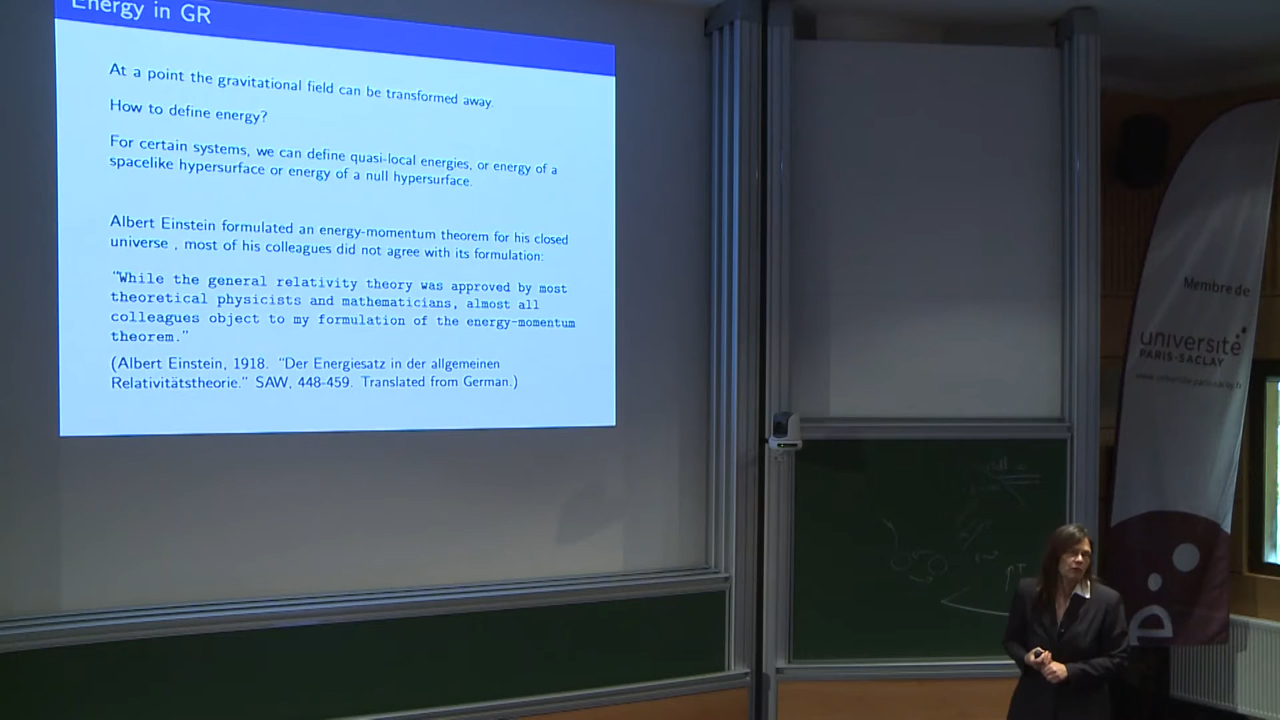 Energy in GR
At a point the gravitational field can be transformed away.
How to define energy?
For certain systems, we can define quasi-local energies, or energy of a
spacelike hypersurface or energy of a null hypersurface.
Albert Einstein formulated an energy-momentum theorem for his closed
universe , most of his colleagues did not agree with its formulation:
"While the general relativity theory was approved by most
theoretical physicists and mathematicians, almost all
colleagues object to my formulation of the energy-momentum
theorem."
(Albert Einstein, 1918. "Der Energiesatz in der allgemeinen
Relativitätstheorie." SAW, 448-459. Translated from German.)
Membre de
université
PARIS-SACLAY
www.universite-paris-saclay.fr
e